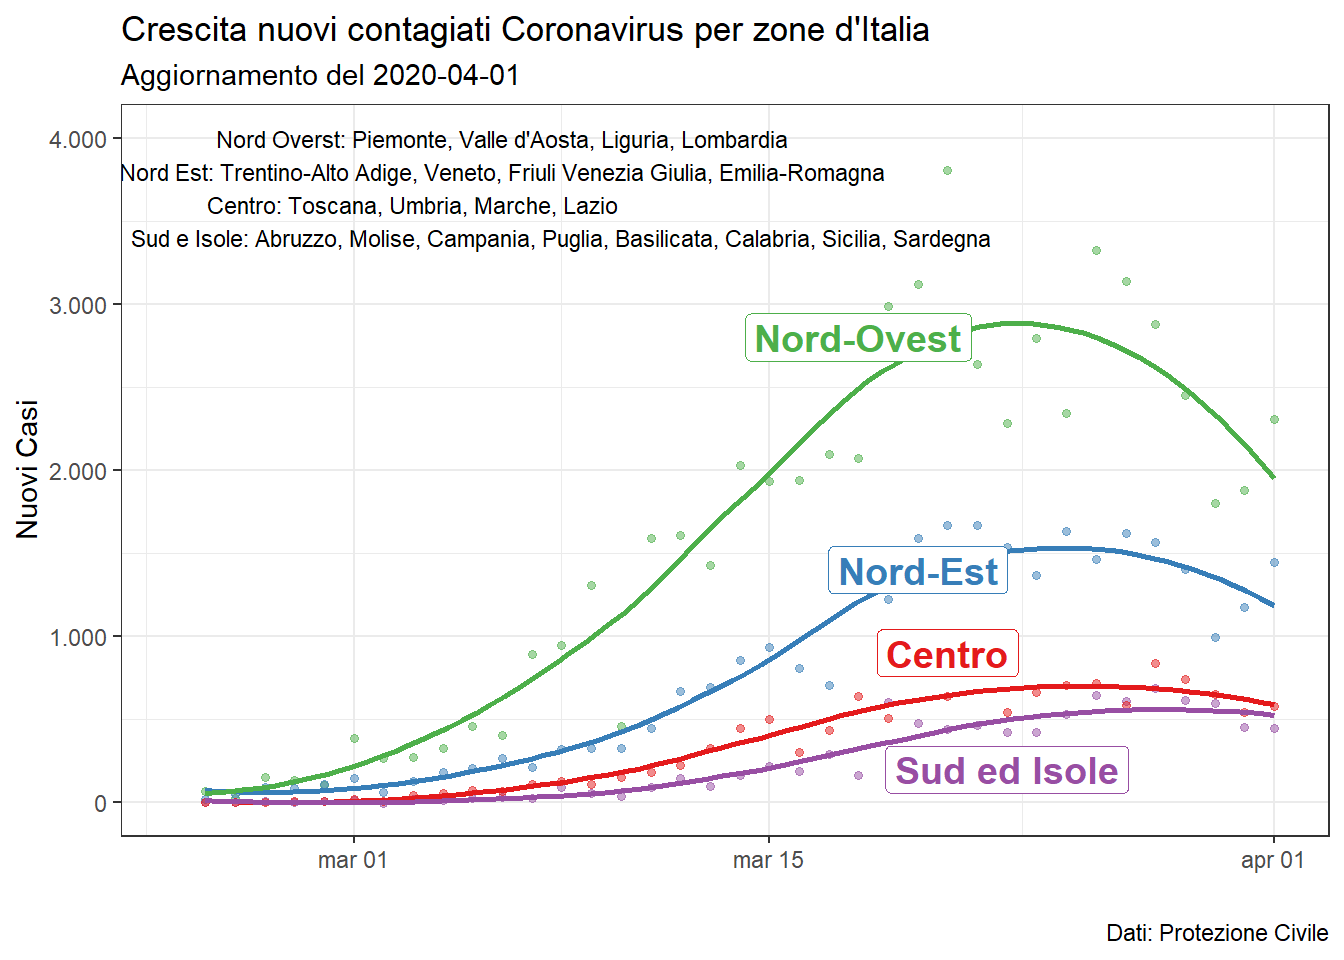 Crescita nuovi contagiati Coronavirus per zone d'Italia
Aggiornamento del 2020-04-01
Nuovi Casi
4.000
3.000
2.000
1.000
0
Nord Overst: Piemonte, Valle d'Aosta, Liguria, Lombardia
Nord Est: Trentino-Alto Adige, Veneto, Friuli Venezia Giulia, Emilia-Romagna
Centro: Toscana, Umbria, Marche, Lazio
Sud e Isole: Abruzzo, Molise, Campania, Puglia, Basilicata, Calabria, Sicilia, Sardegna
Nord-Ovest
Nord-Est
Centro
Sud ed Isole
mar 01
mar 15
apr 01
Dati: Protezione Civile